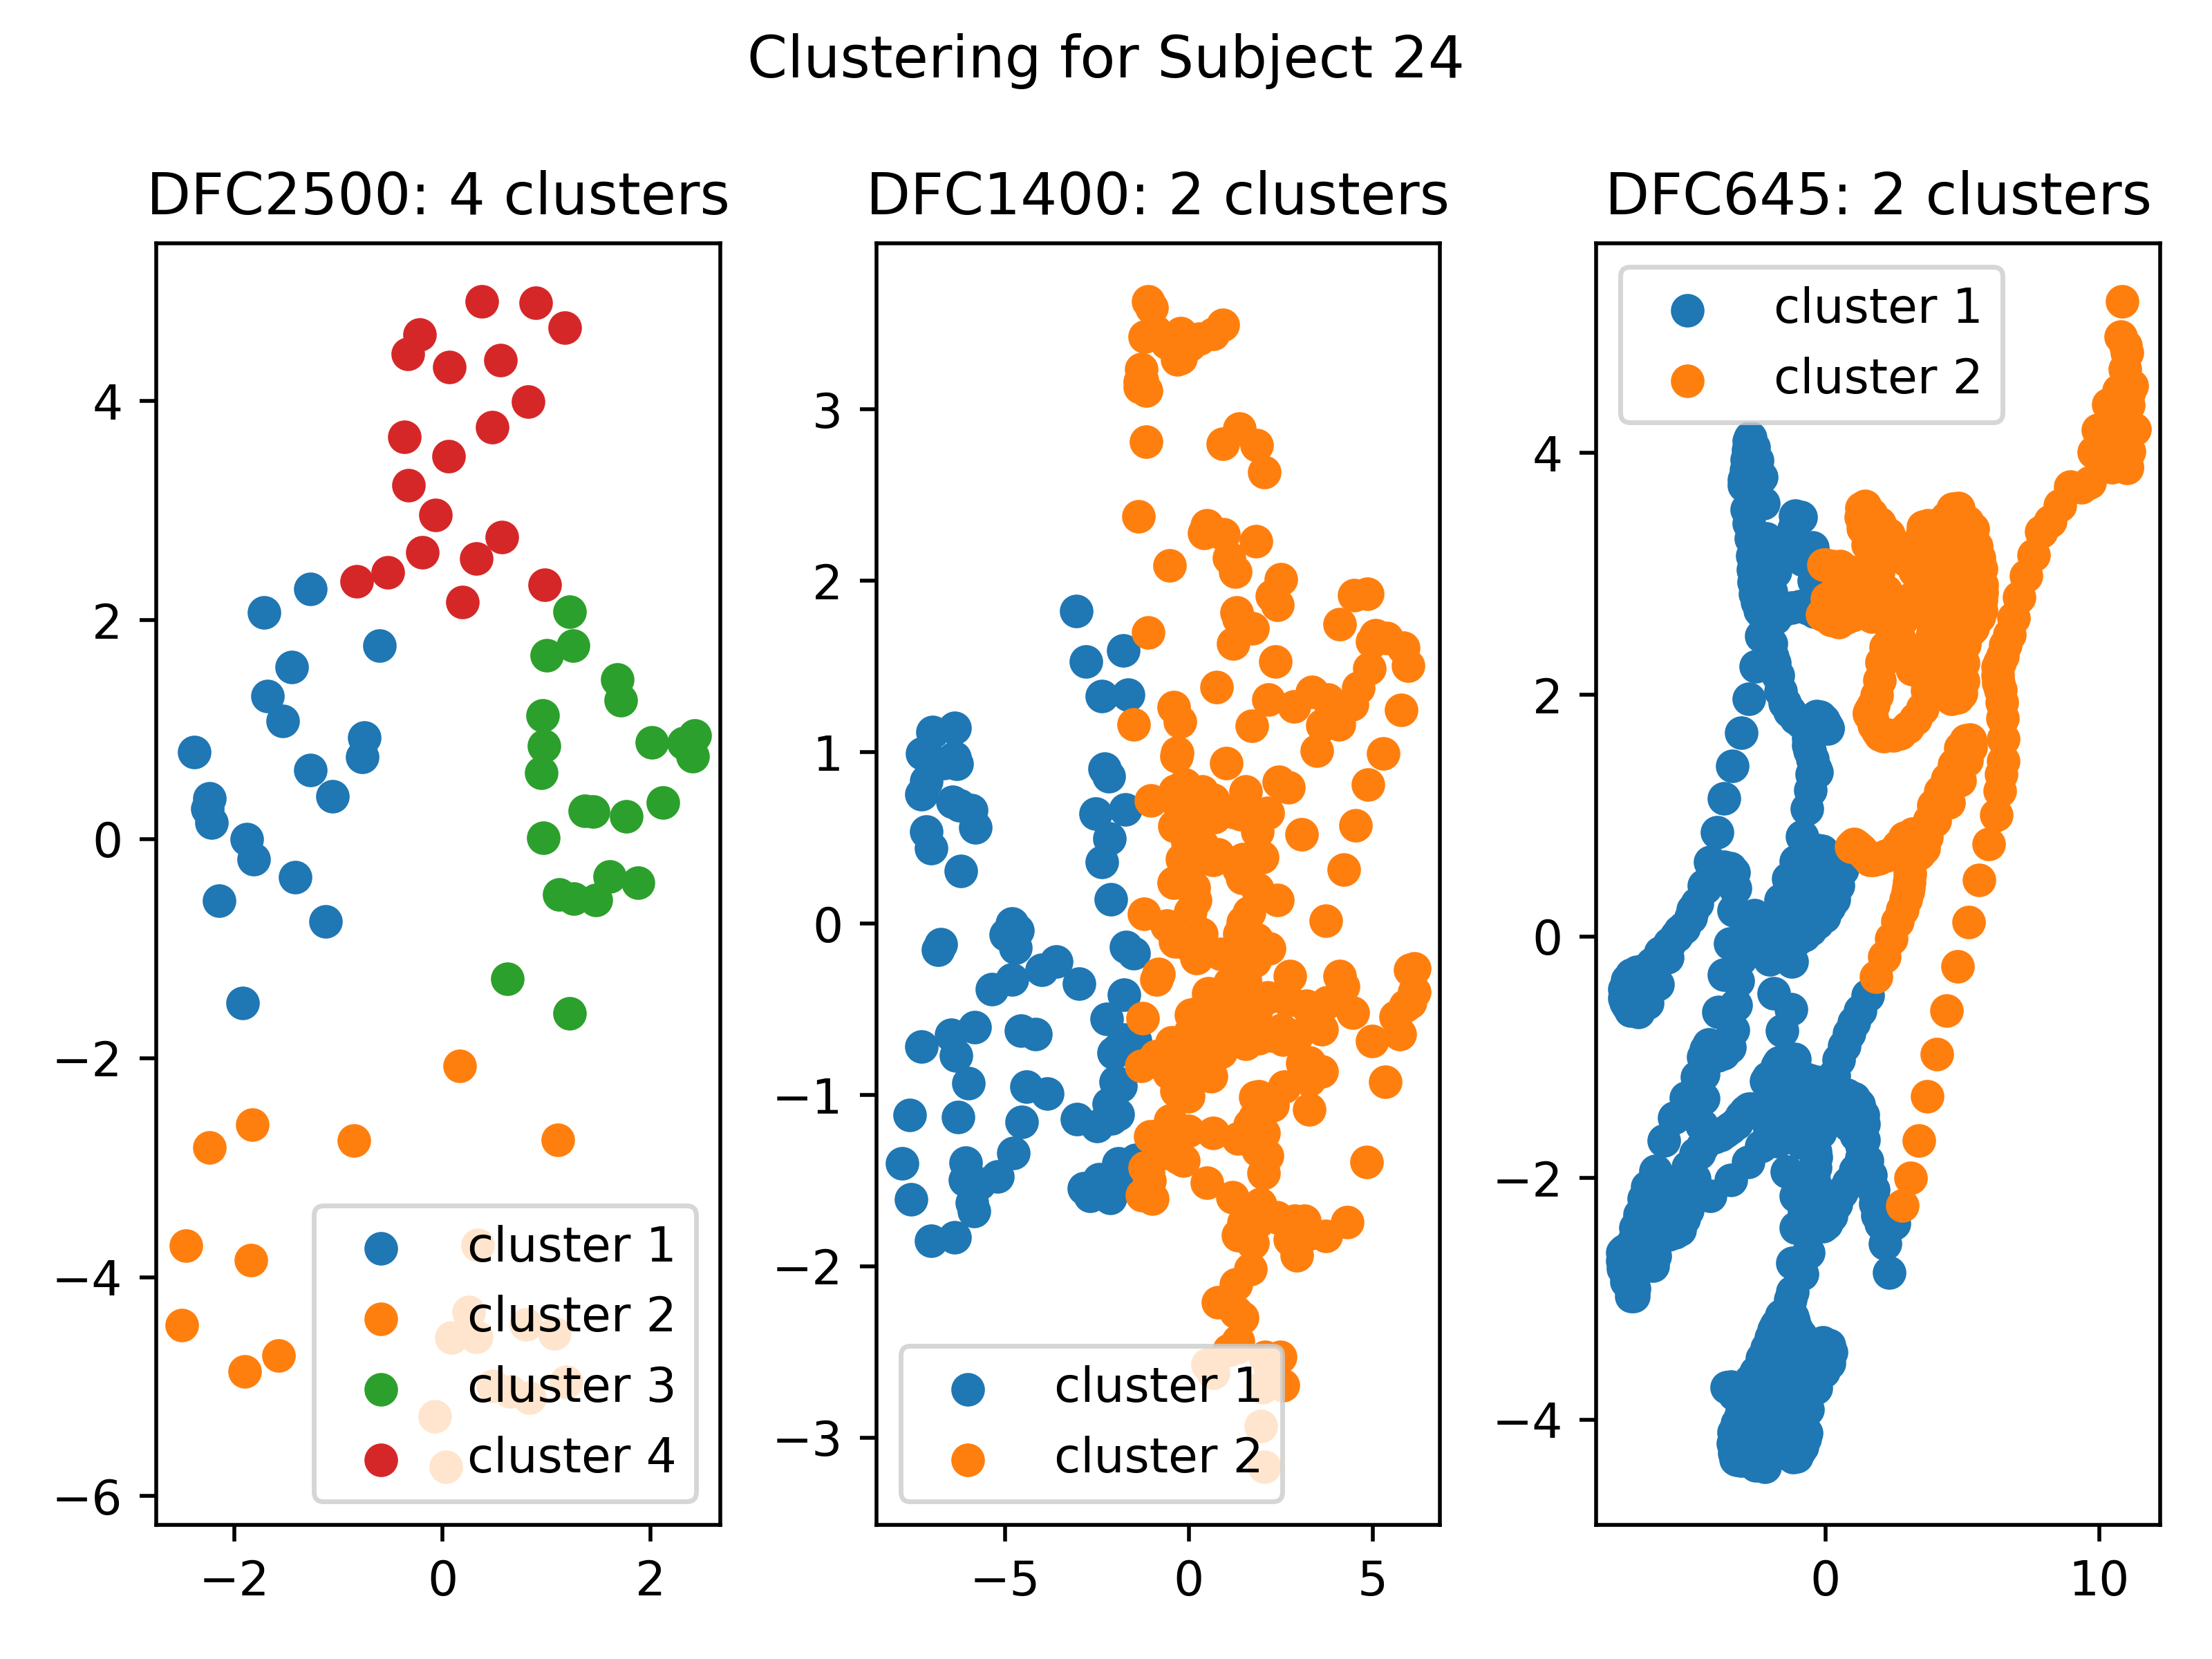 Clustering for Subject 24
DFC2500: 4 clusters
4
2
0
−2
−4
−6
−2
0
2
cluster 1
cluster 2
cluster 3
cluster 4
DFC1400: 2 clusters
3
2
1
0
−1
−2
−3
−5
0
5
cluster 1
cluster 2
DFC645: 2 clusters
4
2
0
−2
−4
0
10
cluster 1
cluster 2